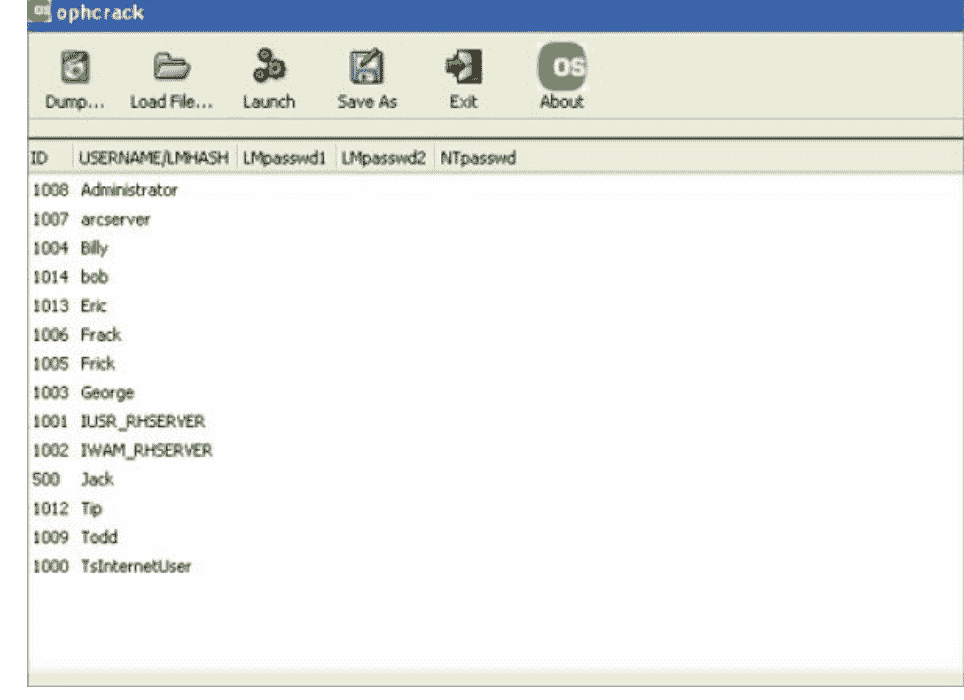 OS ophcrack
Dump... Load File... Launch Save As Exit OS About
ID USERNAME/LMHASH LMpasswd1 LMpasswd2 NTpasswd
1008 Administrator
1007 arcserver
1004 Billy
1014 bob
1013 Eric
1006 Frack
1005 Frick
1003 George
1001 IUSR_RHSERVER
1002 IWAM_RHSERVER
500 Jack
1012 Tip
1009 Todd
1000 TsInternetUser